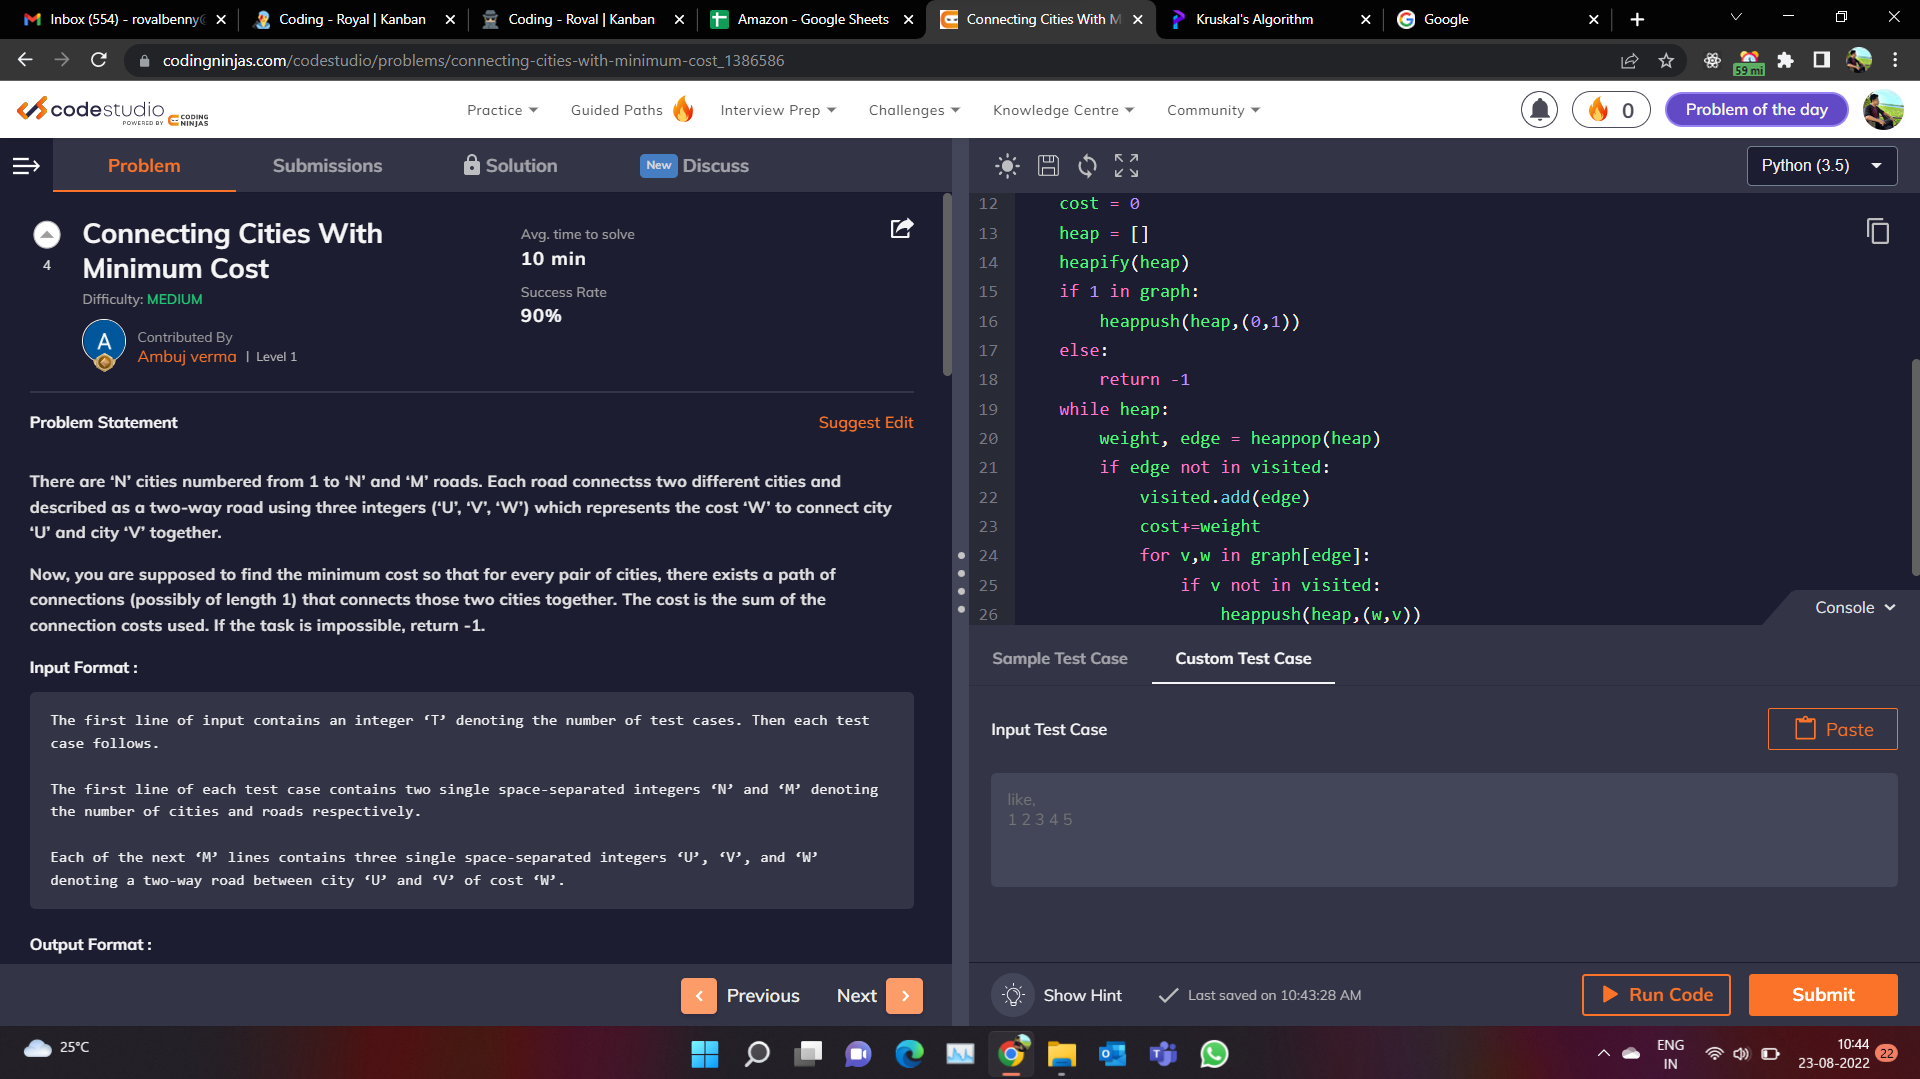 Inbox (554) - rovalbenny@
Coding - Royal | Kanban
Coding - Roval | Kanban
Amazon - Google Sheets
Connecting Cities With M
Kruskal's Algorithm
Google
codingninjas.com/codestudio/problems/connecting-cities-with-minimum-cost_1386586
59 mi
codestudio
POWERED BY
CODING
NINJAS
Practice
Guided Paths
Interview Prep
Challenges
Knowledge Centre
Community
0
Problem of the day
Problem
Submissions
Solution
New
Discuss
Python (3.5)
4
Connecting Cities With
Minimum Cost
Difficulty: MEDIUM
A
Contributed By
Ambuj verma | Level 1
Avg. time to solve
10 min
Success Rate
90%
Problem Statement
Suggest Edit
There are ‘N’ cities numbered from 1 to ‘N’ and ‘M’ roads. Each road connectss two different cities and
described as a two-way road using three integers (‘U’, ‘V’, ‘W’) which represents the cost ‘W’ to connect city
‘U’ and city ‘V’ together.
Now, you are supposed to find the minimum cost so that for every pair of cities, there exists a path of
connections (possibly of length 1) that connects those two cities together. The cost is the sum of the
connection costs used. If the task is impossible, return -1.
Input Format :
The first line of input contains an integer ‘T’ denoting the number of test cases. Then each test
case follows.
The first line of each test case contains two single space-separated integers ‘N’ and ‘M’ denoting
the number of cities and roads respectively.
Each of the next ‘M’ lines contains three single space-separated integers ‘U’, ‘V’, and ‘W’
denoting a two-way road between city ‘U’ and ‘V’ of cost ‘W’.
Output Format :
Previous
Next
12 cost = 0
13 heap = []
14 heapify(heap)
15 if 1 in graph:
16 heappush(heap,(0,1))
17 else:
18 return -1
19 while heap:
20 weight, edge = heappop(heap)
21 if edge not in visited:
22 visited.add(edge)
23 cost+=weight
24 for v,w in graph[edge]:
25 if v not in visited:
26 heappush(heap,(w,v))
Console
Sample Test Case
Custom Test Case
Input Test Case
Paste
like,
1 2 3 4 5
Show Hint
Last saved on 10:43:28 AM
Run Code
Submit
25°C
ENG
IN
10:44
23-08-2022
22